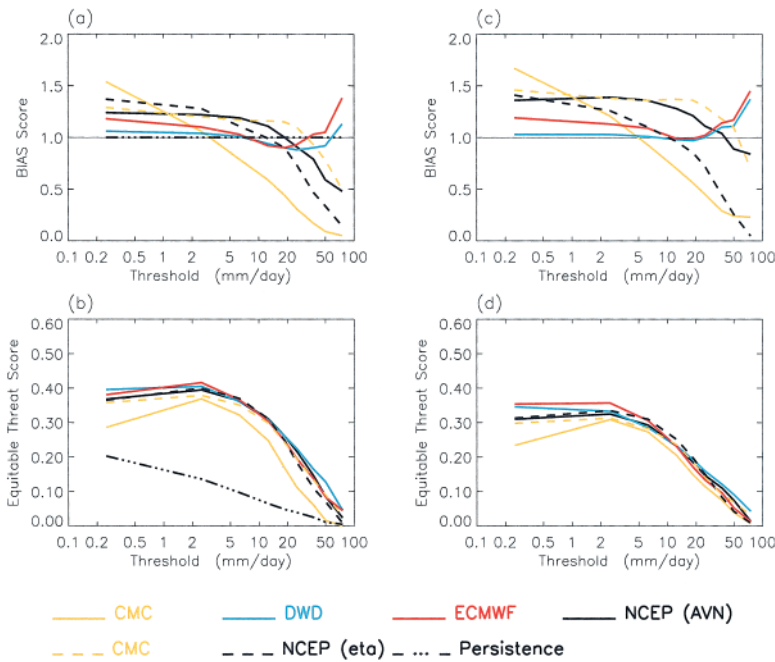 (a)
2.0
1.5
1.0
0.5
0.0
BIAS Score
0.1 0.2 0.5 1 2 5 10 20 50 100
Threshold (mm/day)
(c)
2.0
1.5
1.0
0.5
0.0
BIAS Score
0.1 0.2 0.5 1 2 5 10 20 50 100
Threshold (mm/day)
(b)
0.60
0.50
0.40
0.30
0.20
0.10
0.00
Equitable Threat Score
0.1 0.2 0.5 1 2 5 10 20 50 100
Threshold (mm/day)
(d)
0.60
0.50
0.40
0.30
0.20
0.10
0.00
Equitable Threat Score
0.1 0.2 0.5 1 2 5 10 20 50 100
Threshold (mm/day)
CMC DWD ECMWF NCEP (AVN)
CMC NCEP (eta) Persistence